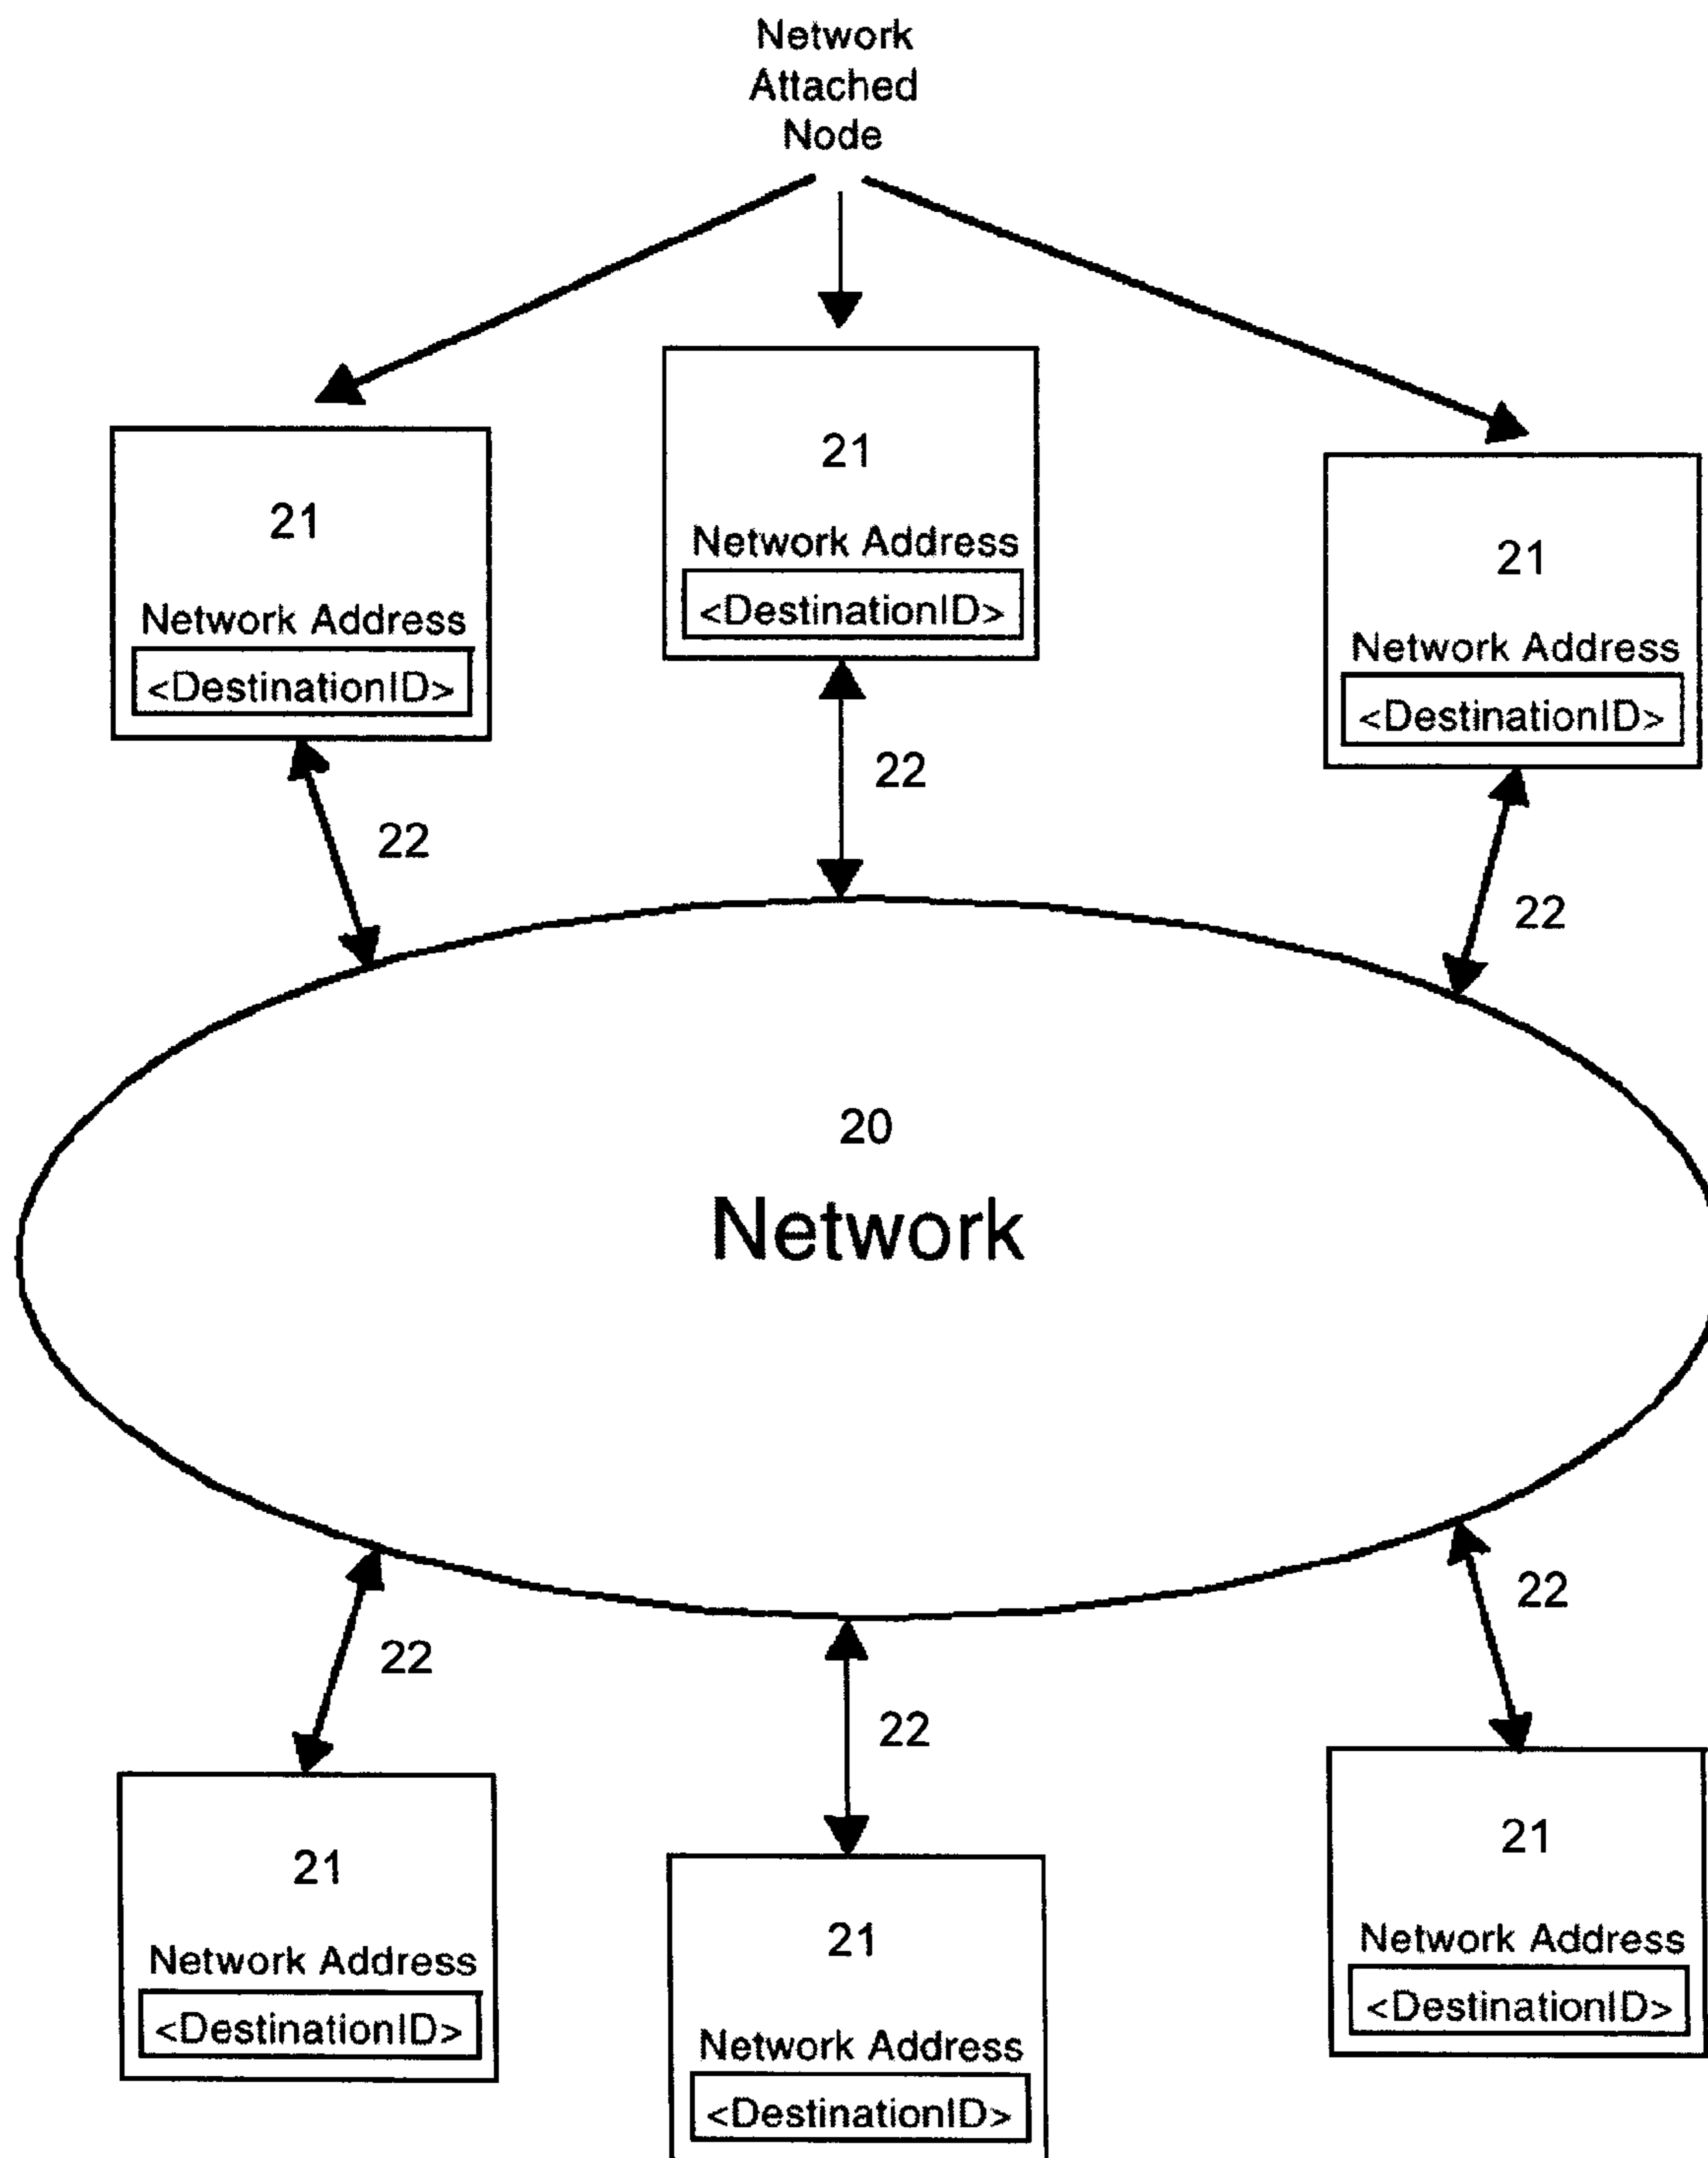 Network
Attached
Node
21
Network Address
<DestinationID>
21
Network Address
<DestinationID>
21
Network Address
<DestinationID>
22
22
22
20
Network
22
22
22
21
Network Address
<DestinationID>
21
Network Address
<DestinationID>
21
Network Address
<DestinationID>